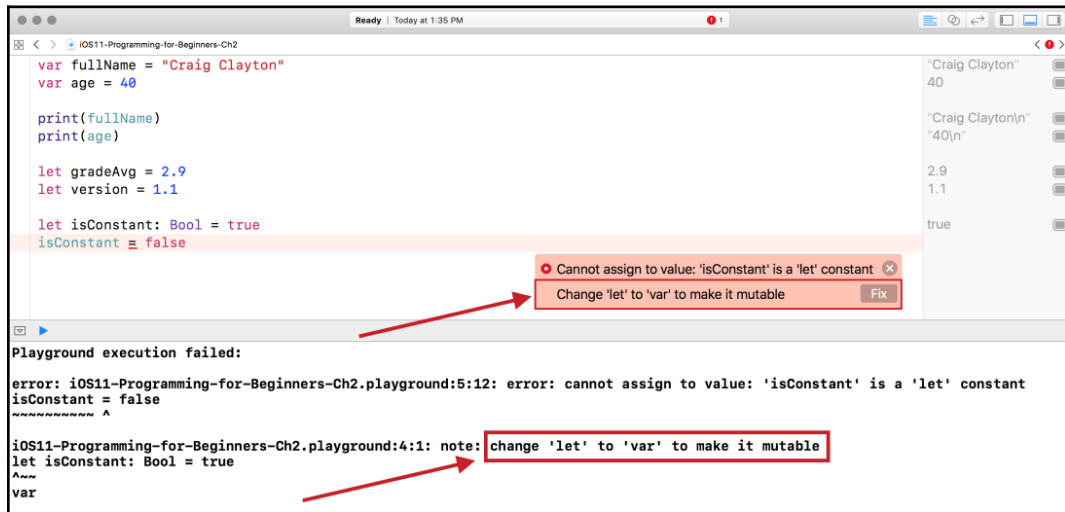 Ready | Today at 1:35 PM 1
iOS11-Programming-for-Beginners-Ch2
var fullName = "Craig Clayton" "Craig Clayton"
var age = 40 40
print(fullName) "Craig Clayton\n"
print(age) "40\n"
let gradeAvg = 2.9 2.9
let version = 1.1 1.1
let isConstant: Bool = true true
isConstant = false
Cannot assign to value: 'isConstant' is a 'let' constant
Change 'let' to 'var' to make it mutable Fix
Playground execution failed:
error: iOS11-Programming-for-Beginners-Ch2.playground:5:12: error: cannot assign to value: 'isConstant' is a 'let' constant
isConstant = false
~~~~~~~~~~ ^
iOS11-Programming-for-Beginners-Ch2.playground:4:1: note: change 'let' to 'var' to make it mutable
let isConstant: Bool = true
^~~
var